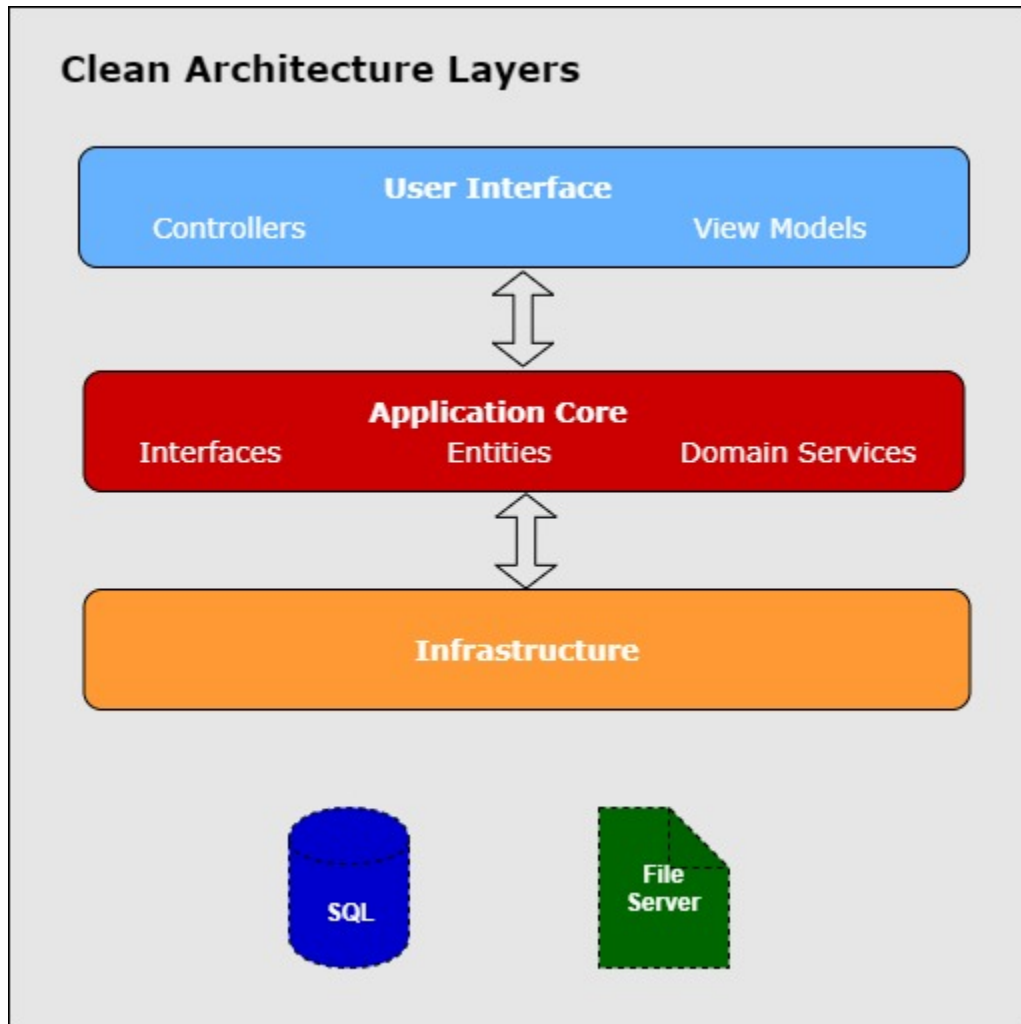 Clean Architecture Layers
User Interface
Controllers View Models
Application Core
Interfaces Entities Domain Services
Infrastructure
SQL
File
Server